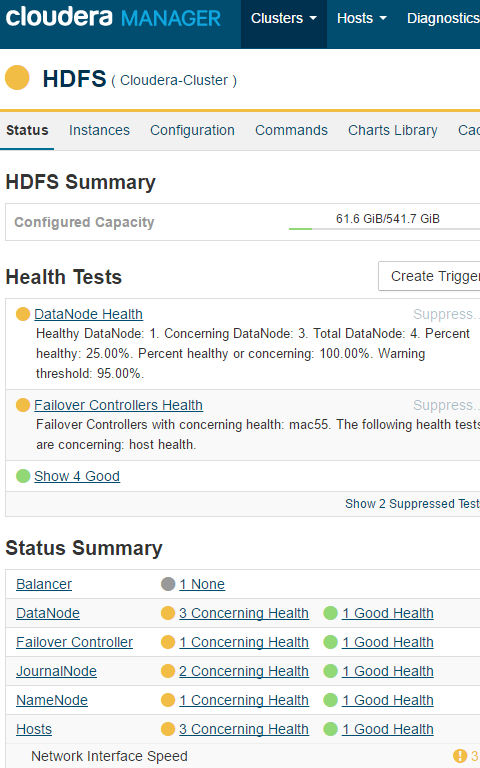 cloudera MANAGER Clusters Hosts Diagnostics
HDFS ( Cloudera-Cluster )
Status Instances Configuration Commands Charts Library Cac
HDFS Summary
Configured Capacity 61.6 GiB/541.7 GiB
Health Tests Create Trigger
DataNode Health Suppress...
Healthy DataNode: 1. Concerning DataNode: 3. Total DataNode: 4. Percent
healthy: 25.00%. Percent healthy or concerning: 100.00%. Warning
threshold: 95.00%.
Failover Controllers Health Suppress...
Failover Controllers with concerning health: mac55. The following health tests
are concerning: host health.
Show 4 Good
Show 2 Suppressed Test
Status Summary
Balancer 1 None
DataNode 3 Concerning Health 1 Good Health
Failover Controller 1 Concerning Health 1 Good Health
JournalNode 2 Concerning Health 1 Good Health
NameNode 1 Concerning Health 1 Good Health
Hosts 3 Concerning Health 1 Good Health
Network Interface Speed 3